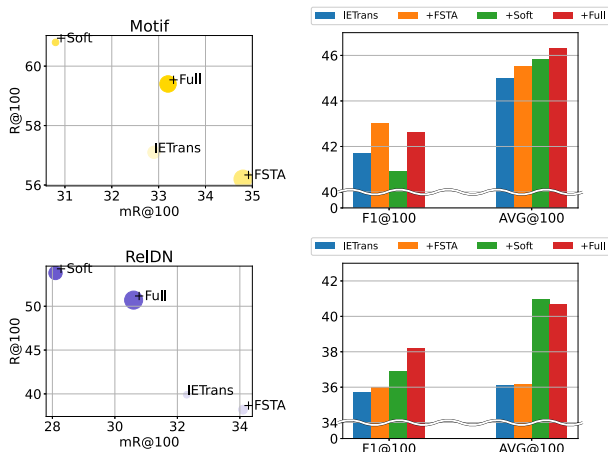 Motif
+Soft
+Full
IETrans
+FSTA
60
58
56
R@100
31
32
33
34
35
mR@100
IETrans
+FSTA
+Soft
+Full
46
44
42
40
0
F1@100
AVG@100
ReIDN
+Soft
+Full
IETrans
+FSTA
50
45
40
R@100
28
30
32
34
mR@100
IETrans
+FSTA
+Soft
+Full
42
40
38
36
34
0
F1@100
AVG@100